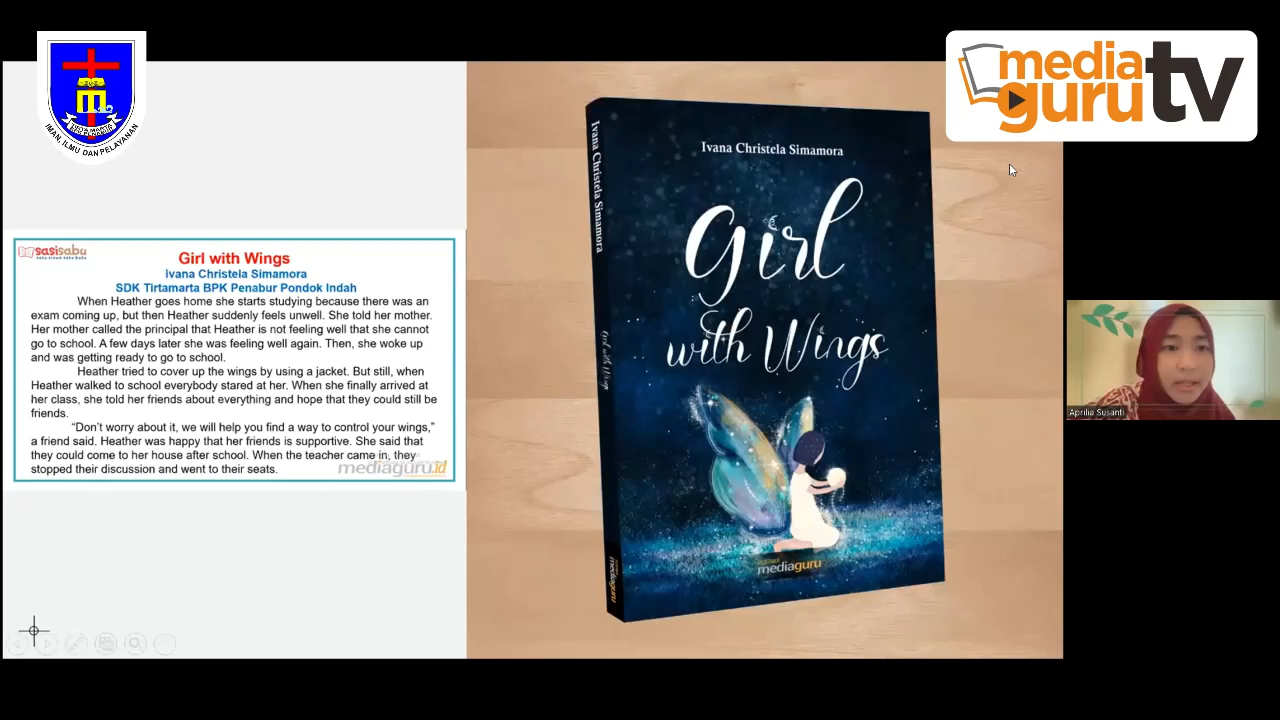 IMAN, ILMU DAN PELAYANAN
media
guru tv
sasisabu
Girl with Wings
Ivana Christela Simamora
SDK Tirtamarta BPK Penabur Pondok Indah
When Heather goes home she starts studying because there was an
exam coming up, but then Heather suddenly feels unwell. She told her mother.
Her mother called the principal that Heather is not feeling well that she cannot
go to school. A few days later she was feeling well again. Then, she woke up
and was getting ready to go to school.
Heather tried to cover up the wings by using a jacket. But still, when
Heather walked to school everybody stared at her. When she finally arrived at
her class, she told her friends about everything and hope that they could still be
friends.
“Don’t worry about it, we will help you find a way to control your wings,”
a friend said. Heather was happy that her friends is supportive. She said that
they could come to her house after school. When the teacher came in, they
stopped their discussion and went to their seats.
mediaguru.id
Ivana Christela Simamora
Girl with Wings
mediaguru
Ivana Christela Simamora
Girl
with Wings
mediaguru
Aprilia Susanti